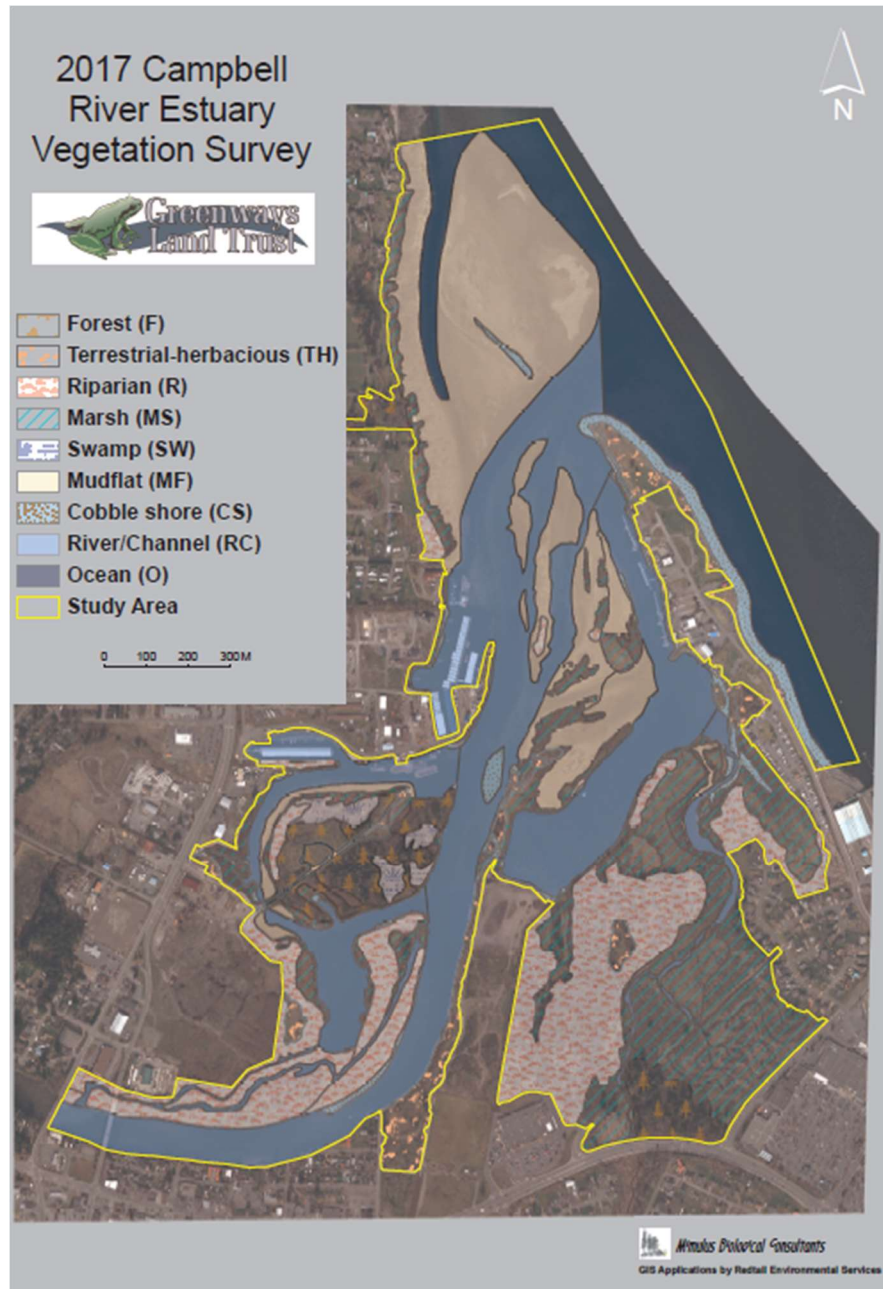 2017 Campbell
River Estuary
Vegetation Survey
N
Greenways
Land Trust
Forest (F)
Terrestrial-herbacious (TH)
Riparian (R)
Marsh (MS)
Swamp (SW)
Mudflat (MF)
Cobble shore (CS)
River/Channel (RC)
Ocean (O)
Study Area
0 100 200 300M
Mimulus Biological Consultants
GIS Applications by Redtail Environmental Services